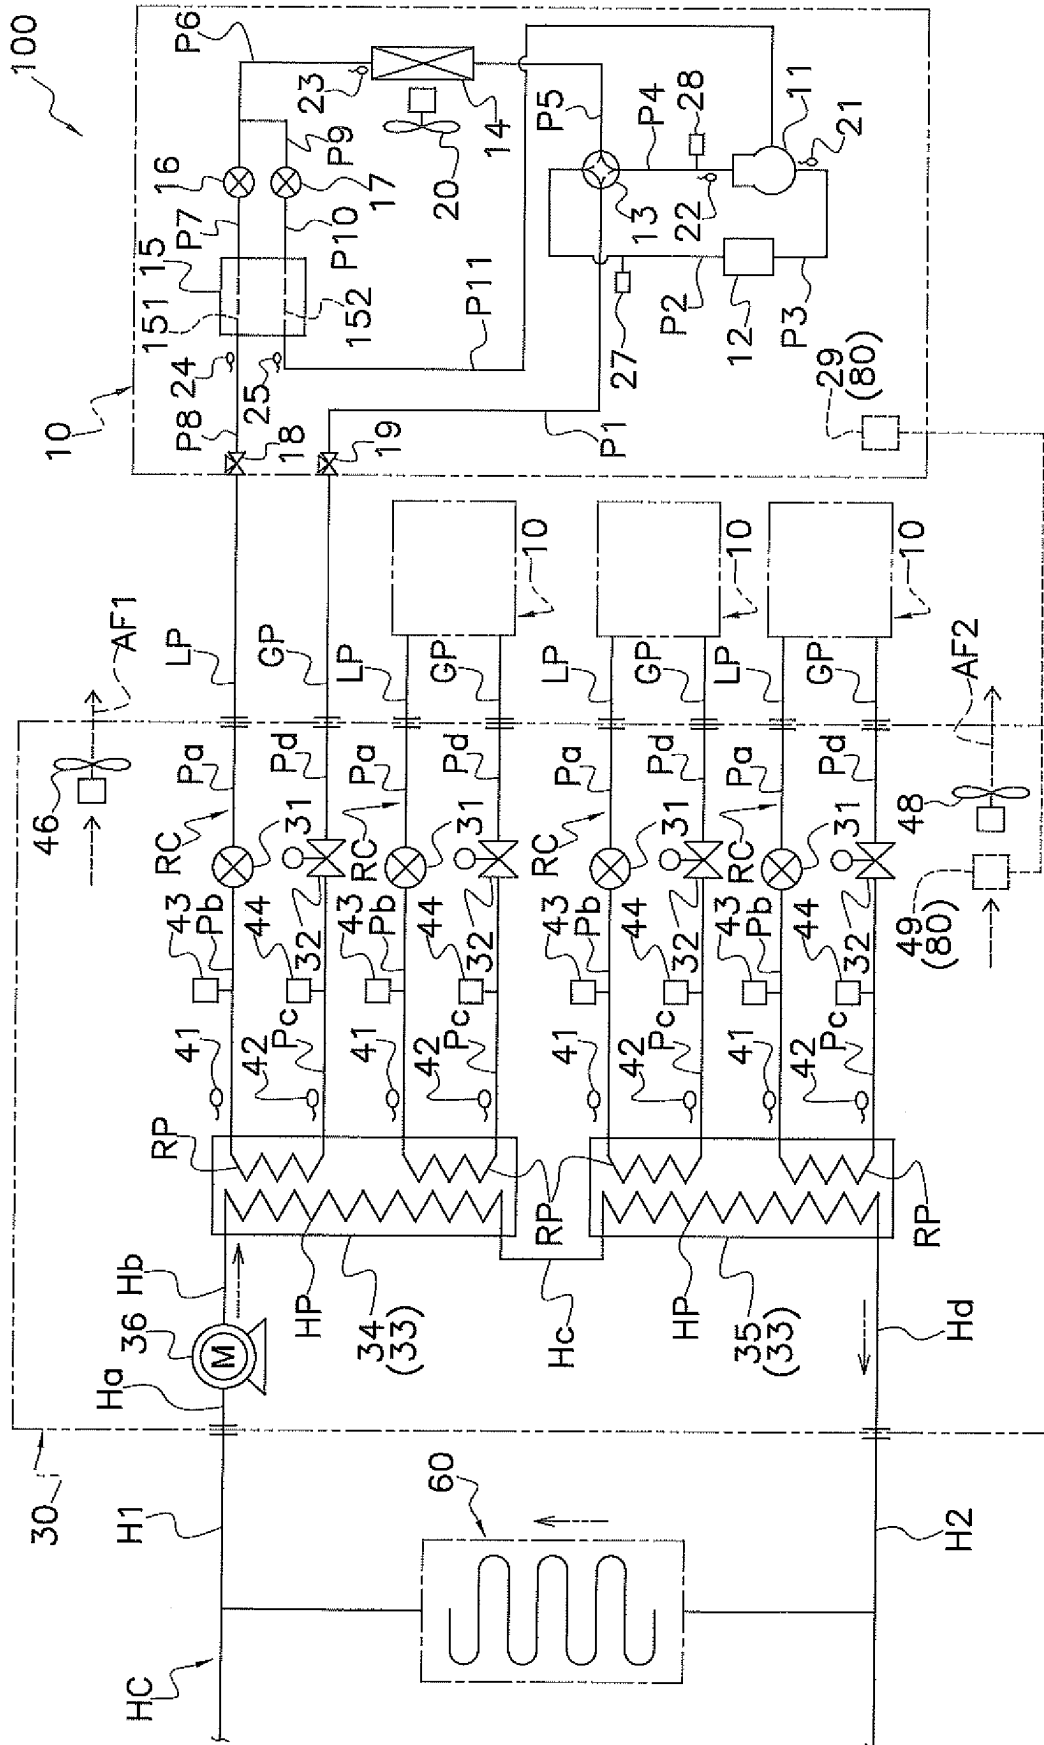 100
10
P6
23
14
20
P9
16
17
P7
P10
15
151
152
24
25
P8
18
19
P11
P5
P4
28
13
22
11
21
27
P2
12
P3
P1
29
(80)
10
10
10
AF1
LP
GP
LP
GP
LP
GP
LP
GP
AF2
46
Pa
Pd
Pa
Pd
Pa
Pd
Pa
Pd
48
RC
31
RC
31
RC
31
RC
31
43
Pb
44
32
43
Pb
44
32
43
Pb
44
32
43
Pb
44
32
49
(80)
41
42
Pc
41
42
Pc
41
42
Pc
41
42
Pc
RP
RP
RP
Hb
36
M
Ha
HP
34
(33)
Hc
HP
35
(33)
Hd
30
H1
60
H2
HC